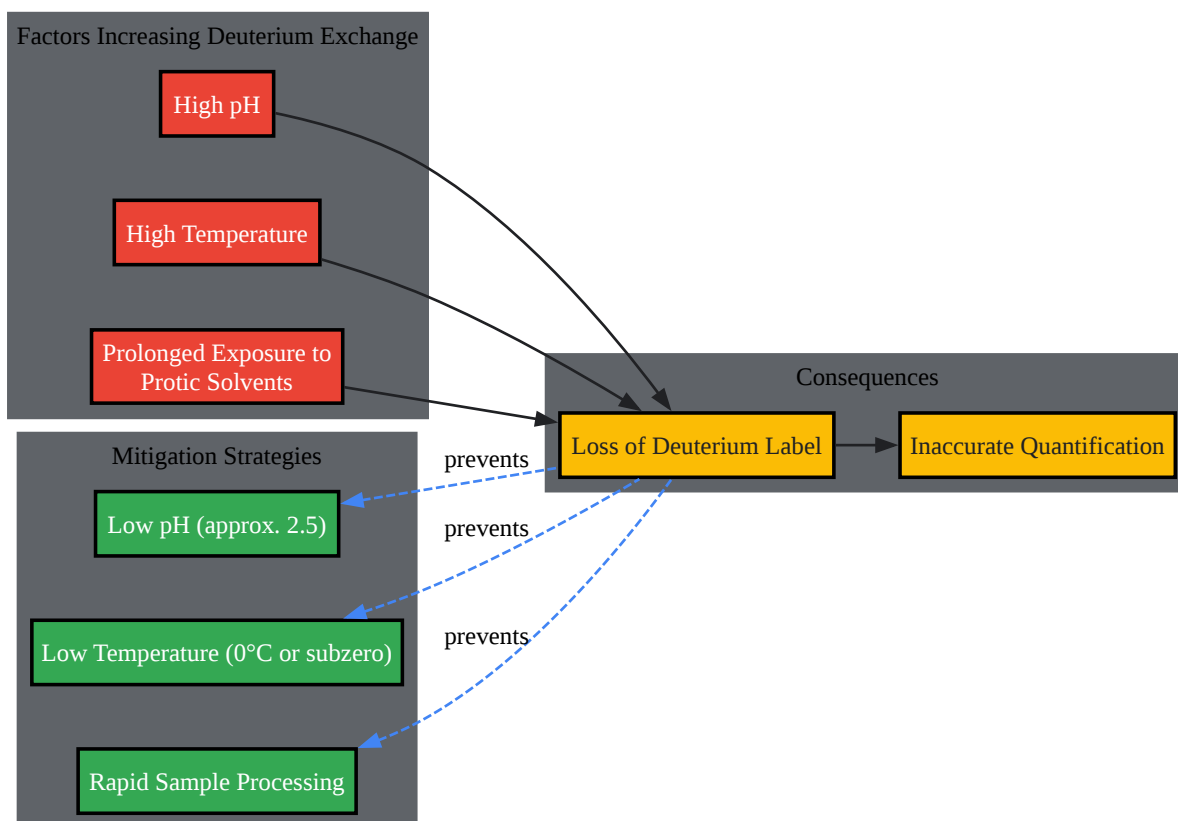 Factors Increasing Deuterium Exchange
High pH
High Temperature
Prolonged Exposure to
Protic Solvents
Consequences
Loss of Deuterium Label
Inaccurate Quantification
Mitigation Strategies
prevents
Low pH (approx. 2.5)
prevents
Low Temperature (0°C or subzero)
prevents
Rapid Sample Processing